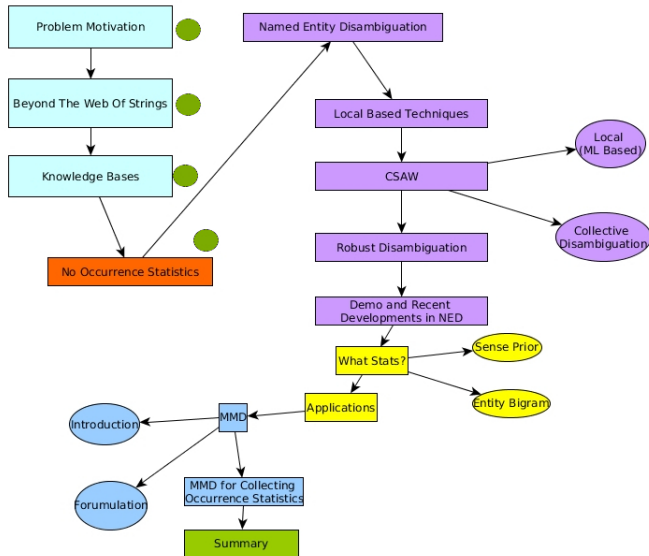 Problem Motivation
Beyond The Web Of Strings
Knowledge Bases
No Occurrence Statistics
Named Entity Disambiguation
Local Based Techniques
CSAW
Local
(ML Based)
Collective
Disambiguation
Robust Disambiguation
Demo and Recent
Developments in NED
What Stats?
Sense Prior
Entity Bigram
Applications
MMD
Introduction
Forumulation
MMD for Collecting
Occurrence Statistics
Summary